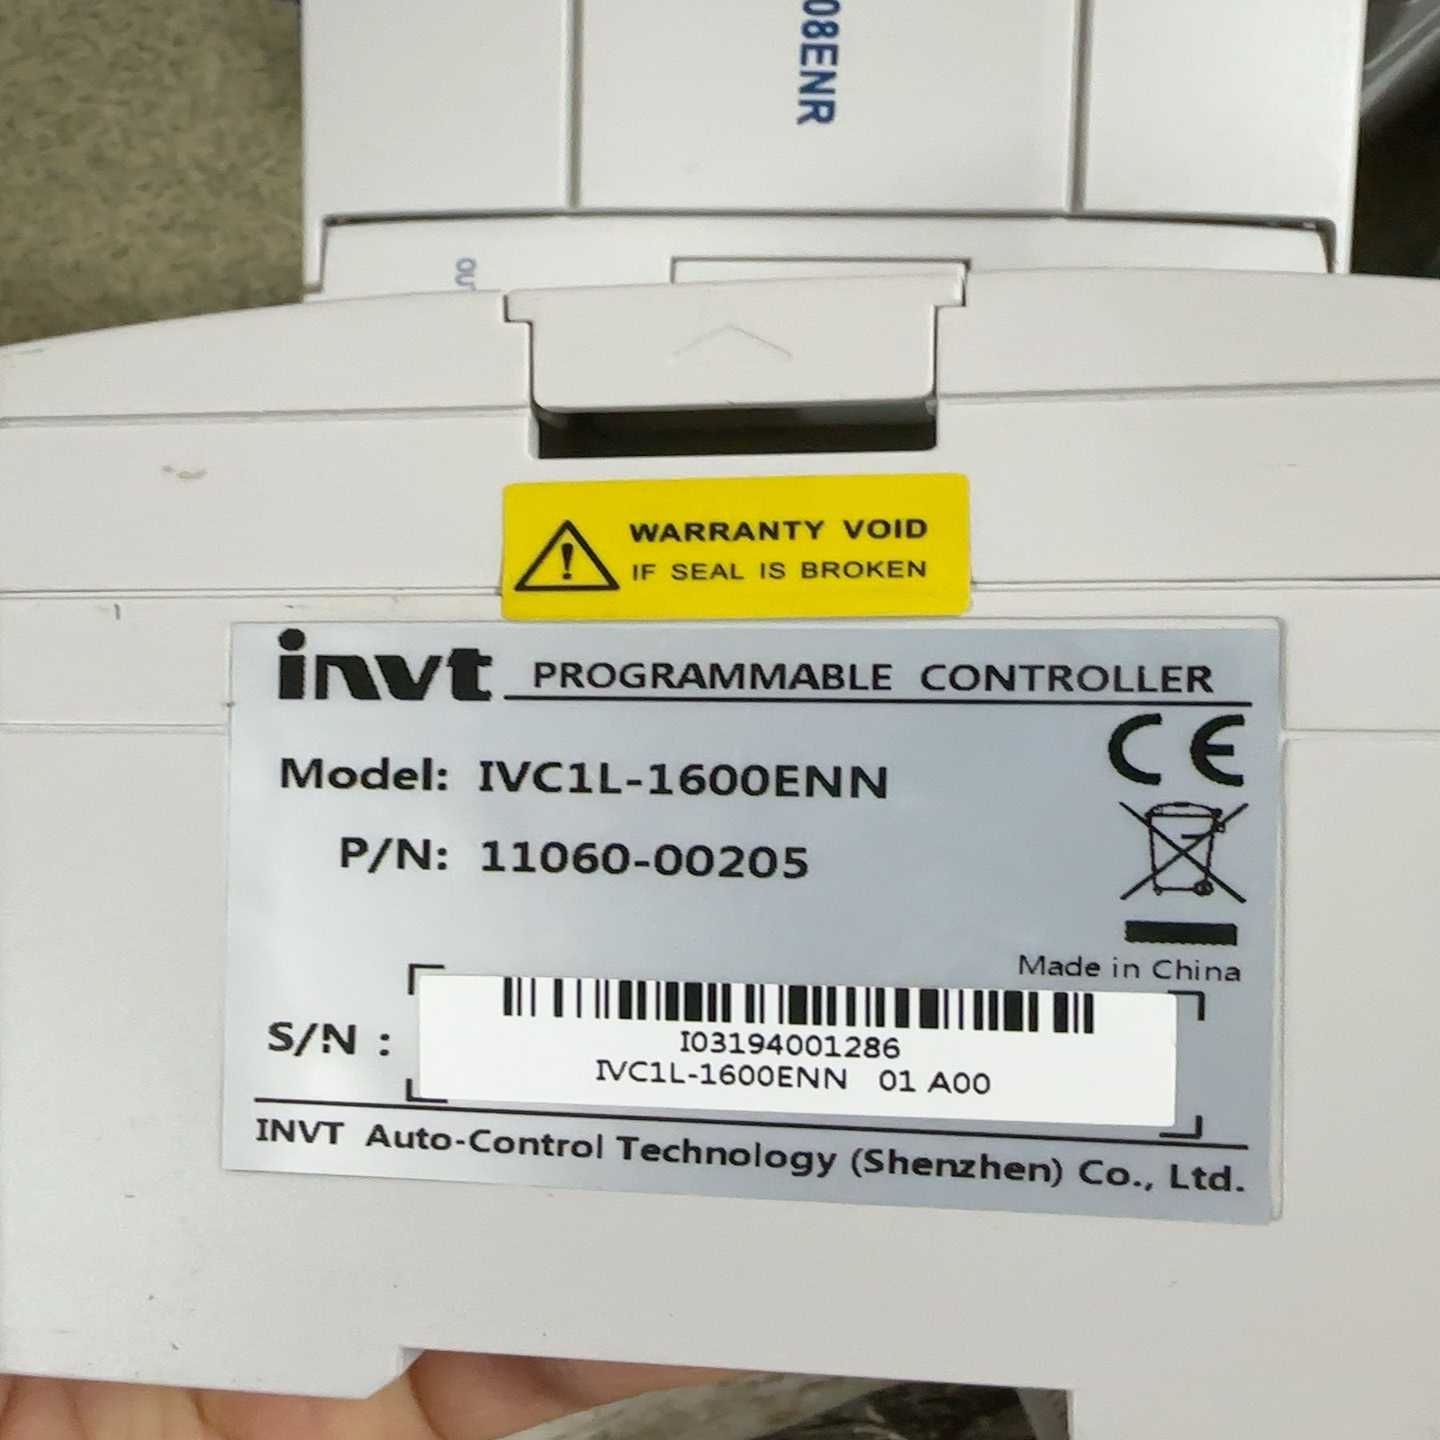 08ENR
OU
WARRANTY VOID
IF SEAL IS BROKEN
invt PROGRAMMABLE CONTROLLER
CE
Model: IVC1L-1600ENN
P/N: 11060-00205
Made in China
S/N :
I03194001286
IVC1L-1600ENN 01 A00
INVT Auto-Control Technology (Shenzhen) Co., Ltd.